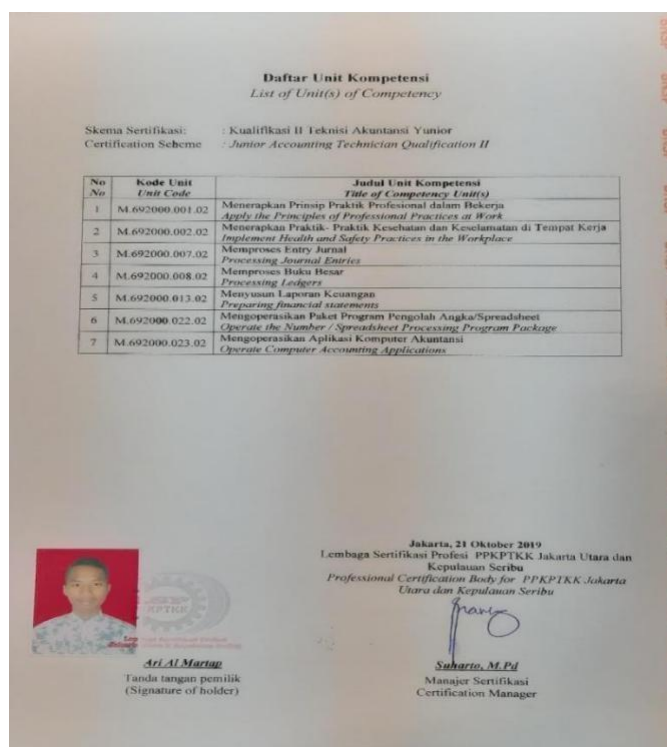 Daftar Unit Kompetensi
List of Unit(s) of Competency
Skema Sertifikasi: : Kualifikasi II Teknisi Akuntansi Yunior
Certification Scheme : Junior Accounting Technician Qualification II
No Kode Unit Judul Unit Kompetensi
No Unit Code Title of Competency Unit(s)
1 M.692000.001.02 Menerapkan Prinsip Praktik Profesional dalam Bekerja
Apply the Principles of Professional Practices at Work
2 M.692000.002.02 Menerapkan Praktik- Praktik Kesehatan dan Keselamatan di Tempat Kerja
Implement Health and Safety Practices in the Workplace
3 M.692000.007.02 Memproses Entry Jurnal
Processing Journal Entries
4 M.692000.008.02 Memproses Buku Besar
Processing Ledgers
5 M.692000.013.02 Menyusun Laporan Keuangan
Preparing financial statements
6 M.692000.022.02 Mengoperasikan Paket Program Pengolah Angka/Spreadsheet
Operate the Number / Spreadsheet Processing Program Package
7 M.692000.023.02 Mengoperasikan Aplikasi Komputer Akuntansi
Operate Computer Accounting Applications
Jakarta, 21 Oktober 2019
Lembaga Sertifikasi Profesi PPKPTKK Jakarta Utara dan
Kepulauan Seribu
Professional Certification Body for PPKPTKK Jakarta
Utara dan Kepulauan Seribu
Ari Al Martap
Tanda tangan pemilik
(Signature of holder)
Suharto, M.Pd
Manajer Sertifikasi
Certification Manager